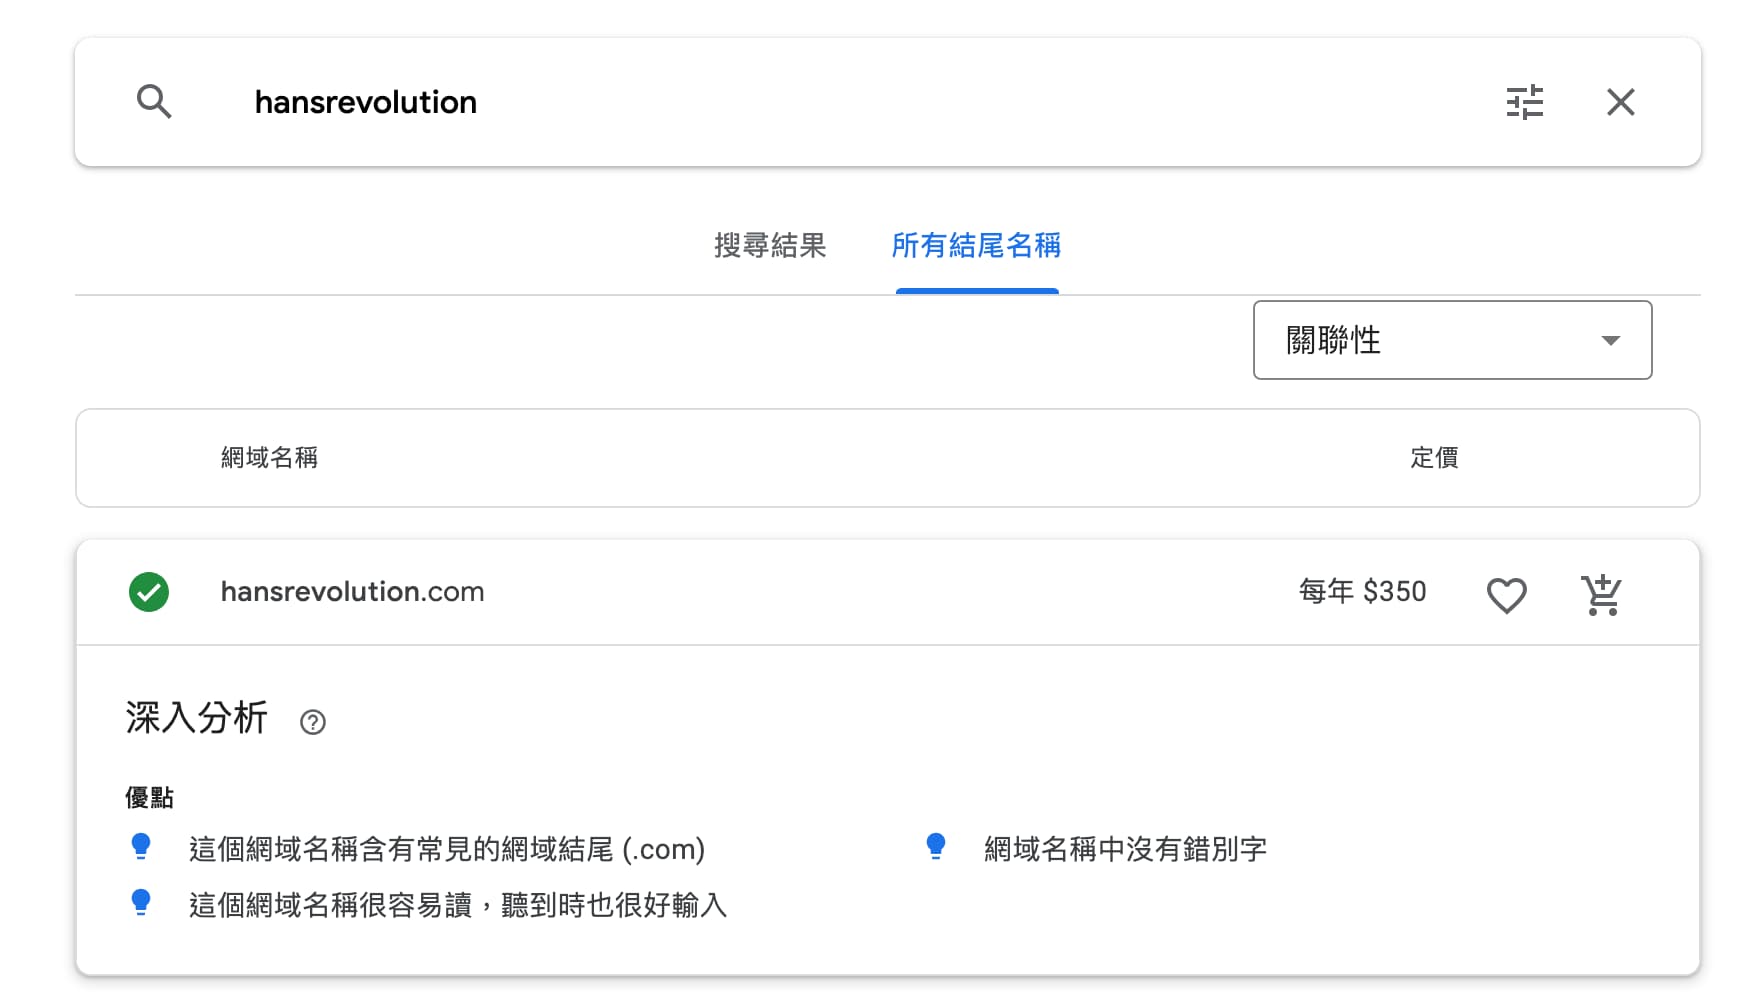 hansrevolution
搜尋結果 所有結尾名稱
關聯性
網域名稱 定價
hansrevolution.com 每年 $350
深入分析
優點
這個網域名稱含有常見的網域結尾 (.com) 網域名稱中沒有錯別字
這個網域名稱很容易讀，聽到時也很好輸入